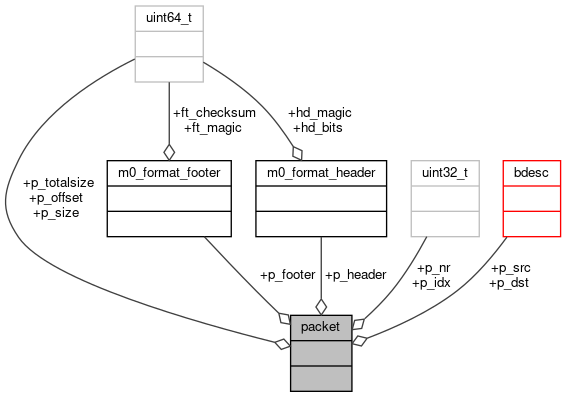 uint64_t
+ft_checksum
+ft_magic
+hd_magic
+hd_bits
m0_format_footer
m0_format_header
uint32_t
bdesc
+p_totalsize
+p_offset
+p_size
+p_footer
+p_header
+p_nr
+p_idx
+p_src
+p_dst
packet